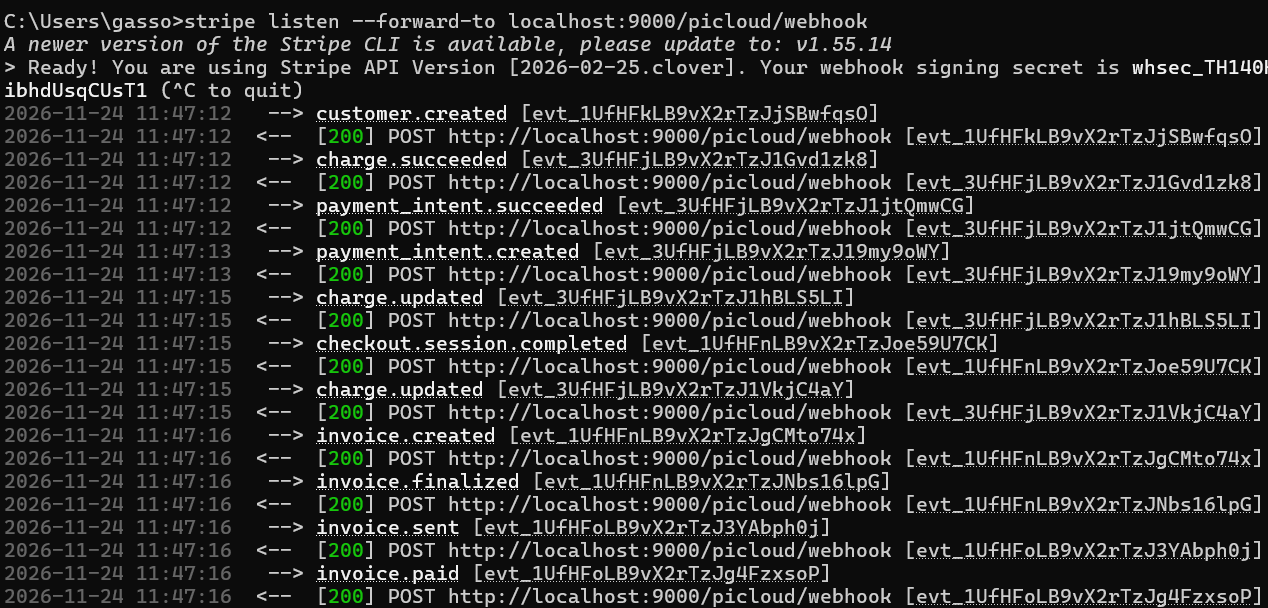 C:\Users\gasso>stripe listen --forward-to localhost:9000/picloud/webhook
A newer version of the Stripe CLI is available, please update to: v1.55.14
> Ready! You are using Stripe API Version [2026-02-25.clover]. Your webhook signing secret is whsec_TH140H
ibhdUsqCUsT1 (^C to quit)
2026-11-24 11:47:12 --> customer.created [evt_1UfHFkLB9vX2rTzJjSBwfqsO]
2026-11-24 11:47:12 <-- [200] POST http://localhost:9000/picloud/webhook [evt_1UfHFkLB9vX2rTzJjSBwfqsO]
2026-11-24 11:47:12 --> charge.succeeded [evt_3UfHFjLB9vX2rTzJ1Gvd1zk8]
2026-11-24 11:47:12 <-- [200] POST http://localhost:9000/picloud/webhook [evt_3UfHFjLB9vX2rTzJ1Gvd1zk8]
2026-11-24 11:47:12 --> payment_intent.succeeded [evt_3UfHFjLB9vX2rTzJ1jtQmwCG]
2026-11-24 11:47:12 <-- [200] POST http://localhost:9000/picloud/webhook [evt_3UfHFjLB9vX2rTzJ1jtQmwCG]
2026-11-24 11:47:13 --> payment_intent.created [evt_3UfHFjLB9vX2rTzJ19my9oWY]
2026-11-24 11:47:13 <-- [200] POST http://localhost:9000/picloud/webhook [evt_3UfHFjLB9vX2rTzJ19my9oWY]
2026-11-24 11:47:15 --> charge.updated [evt_3UfHFjLB9vX2rTzJ1hBLS5LI]
2026-11-24 11:47:15 <-- [200] POST http://localhost:9000/picloud/webhook [evt_3UfHFjLB9vX2rTzJ1hBLS5LI]
2026-11-24 11:47:15 --> checkout.session.completed [evt_1UfHFnLB9vX2rTzJoe59U7CK]
2026-11-24 11:47:15 <-- [200] POST http://localhost:9000/picloud/webhook [evt_1UfHFnLB9vX2rTzJoe59U7CK]
2026-11-24 11:47:15 --> charge.updated [evt_3UfHFjLB9vX2rTzJ1VkjC4aY]
2026-11-24 11:47:15 <-- [200] POST http://localhost:9000/picloud/webhook [evt_3UfHFjLB9vX2rTzJ1VkjC4aY]
2026-11-24 11:47:16 --> invoice.created [evt_1UfHFnLB9vX2rTzJgCMto74x]
2026-11-24 11:47:16 <-- [200] POST http://localhost:9000/picloud/webhook [evt_1UfHFnLB9vX2rTzJgCMto74x]
2026-11-24 11:47:16 --> invoice.finalized [evt_1UfHFnLB9vX2rTzJNbs16lpG]
2026-11-24 11:47:16 <-- [200] POST http://localhost:9000/picloud/webhook [evt_1UfHFnLB9vX2rTzJNbs16lpG]
2026-11-24 11:47:16 --> invoice.sent [evt_1UfHFoLB9vX2rTzJ3YAbph0j]
2026-11-24 11:47:16 <-- [200] POST http://localhost:9000/picloud/webhook [evt_1UfHFoLB9vX2rTzJ3YAbph0j]
2026-11-24 11:47:16 --> invoice.paid [evt_1UfHFoLB9vX2rTzJg4FzxsoP]
2026-11-24 11:47:16 <-- [200] POST http://localhost:9000/picloud/webhook [evt_1UfHFoLB9vX2rTzJg4FzxsoP]